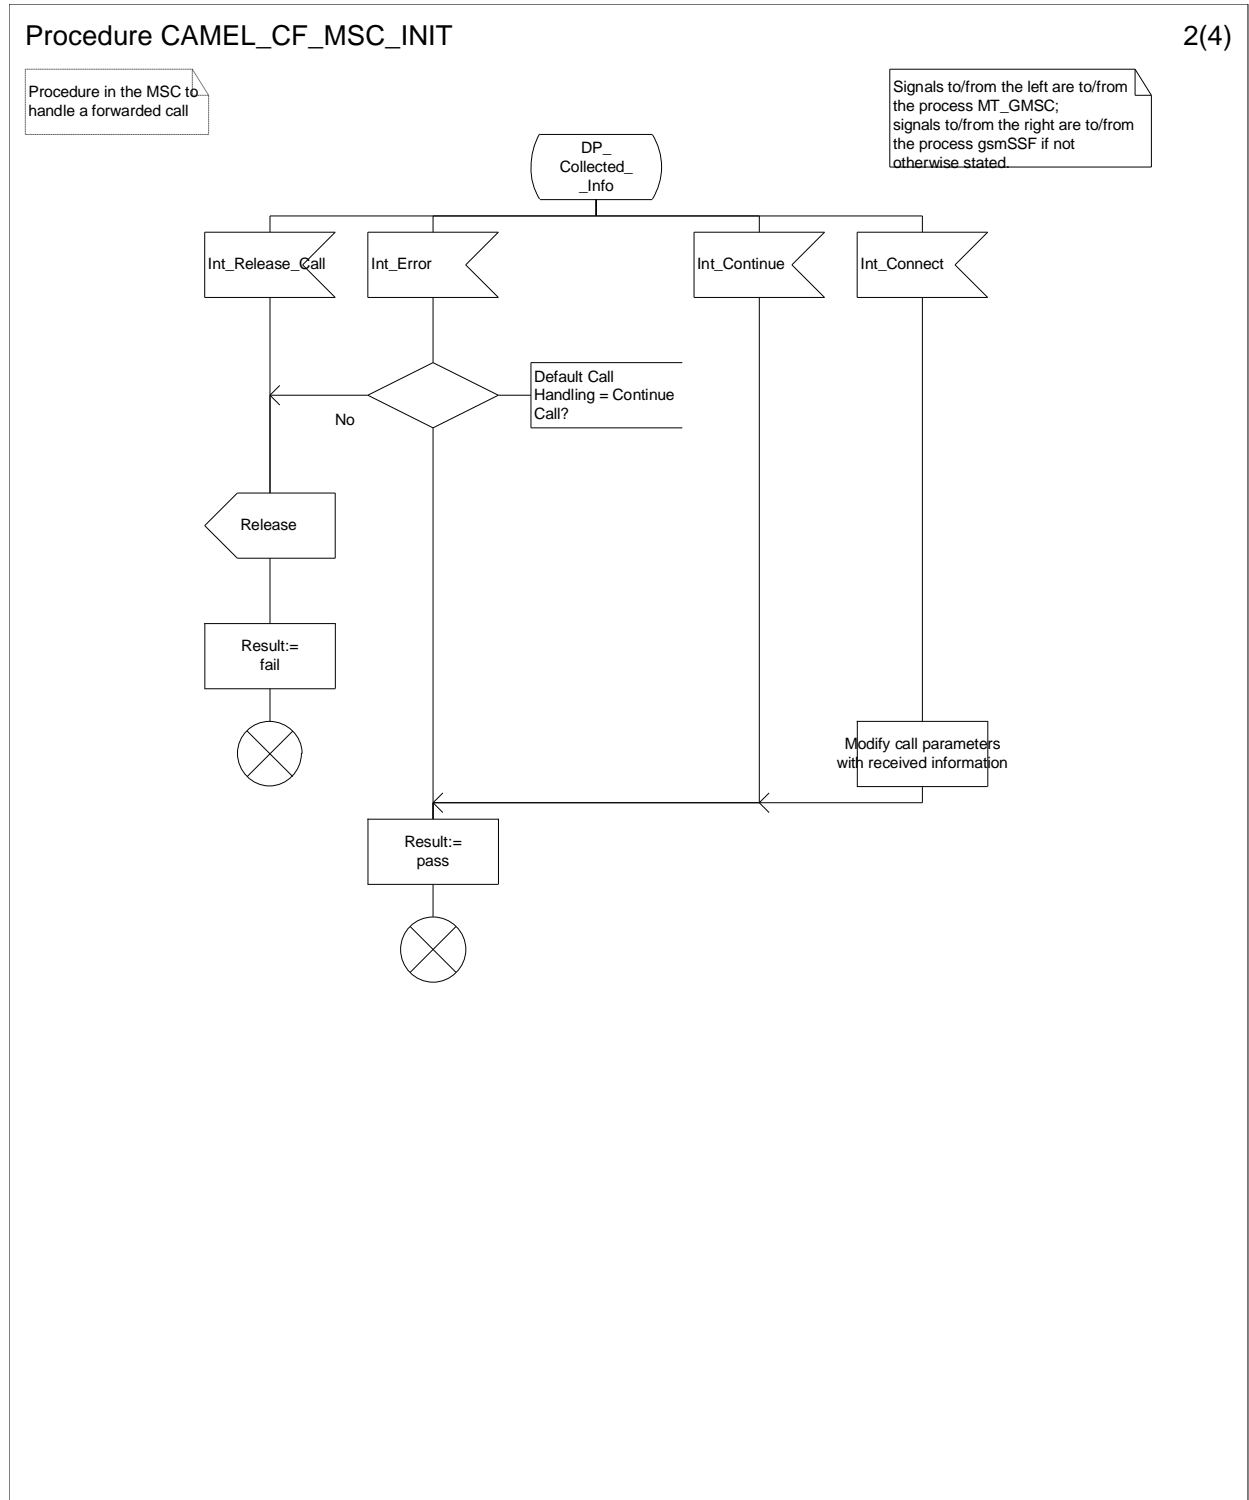 Procedure CAMEL_CF_MSC_INIT
2(4)
Procedure in the MSC to
handle a forwarded call
Signals to/from the left are to/from
the process MT_GMSC;
signals to/from the right are to/from
the process gsmSSF if not
otherwise stated.
DP_
Collected_
_Info
Int_Release_Call
Int_Error
Int_Continue
Int_Connect
Default Call
Handling = Continue
Call?
No
Release
Result:=
fail
Modify call parameters
with received information
Result:=
pass